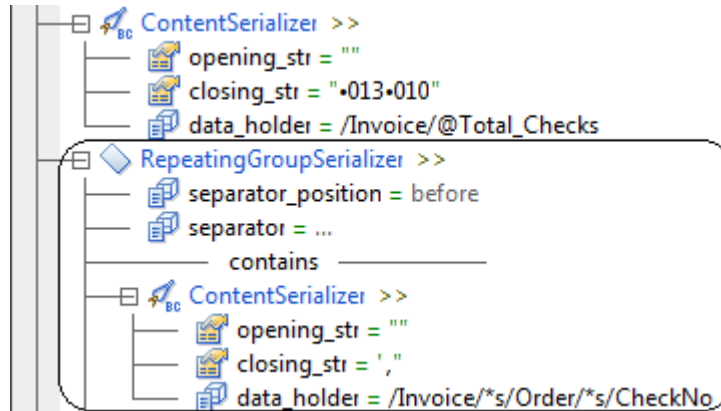 ContentSerializer >>
opening_str = ""
closing_str = "•013•010"
data_holder = /Invoice/@Total_Checks
RepeatingGroupSerializer >>
separator_position = before
separator = ...
contains
ContentSerializer >>
opening_str = ""
closing_str = ',"
data_holder = /Invoice/*s/Order/*s/CheckNo